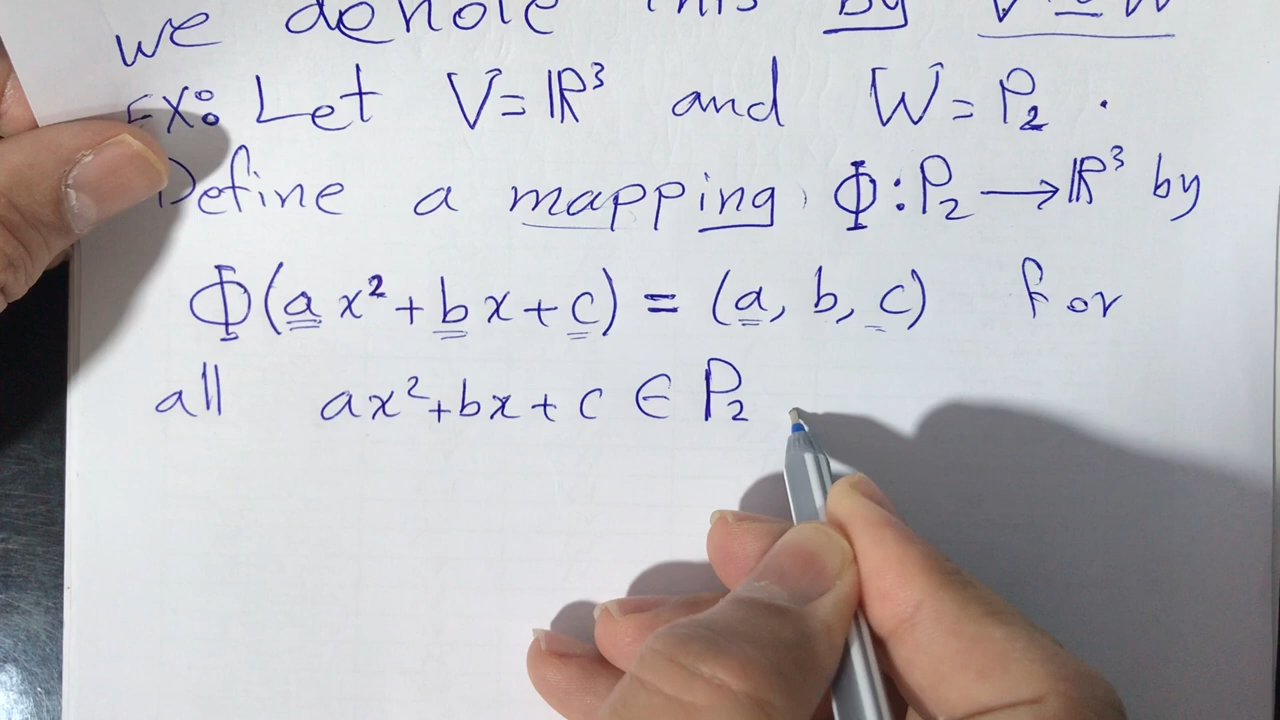 we denote this by V ≅ W
Ex: Let V = ℝ³ and W = P₂ .
Define a mapping Φ : P₂ → ℝ³ by
Φ(ax² + bx + c) = (a, b, c) for
all ax² + bx + c ∈ P₂